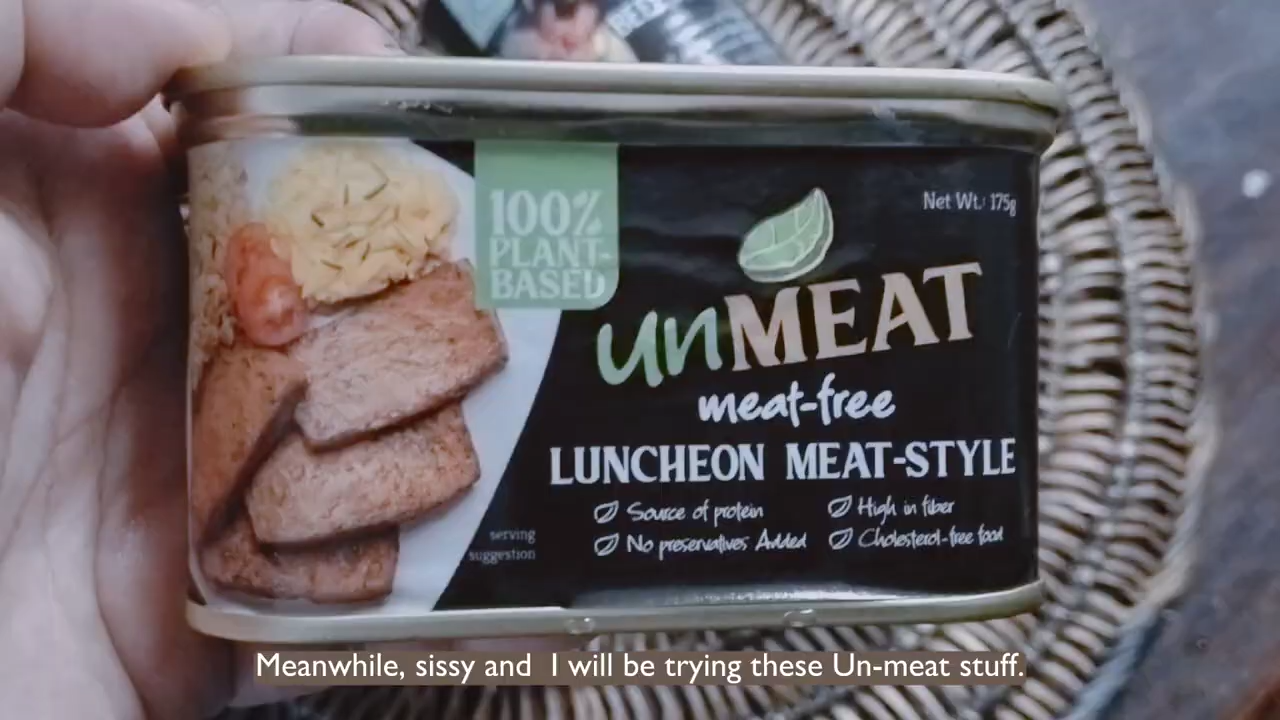 100%
PLANT-
BASED
Net Wt.: 175g
unMEAT
meat-free
LUNCHEON MEAT-STYLE
Source of protein
High in fiber
No preservatives Added
Cholesterol-free food
serving
suggestion
Meanwhile, sissy and I will be trying these Un-meat stuff.